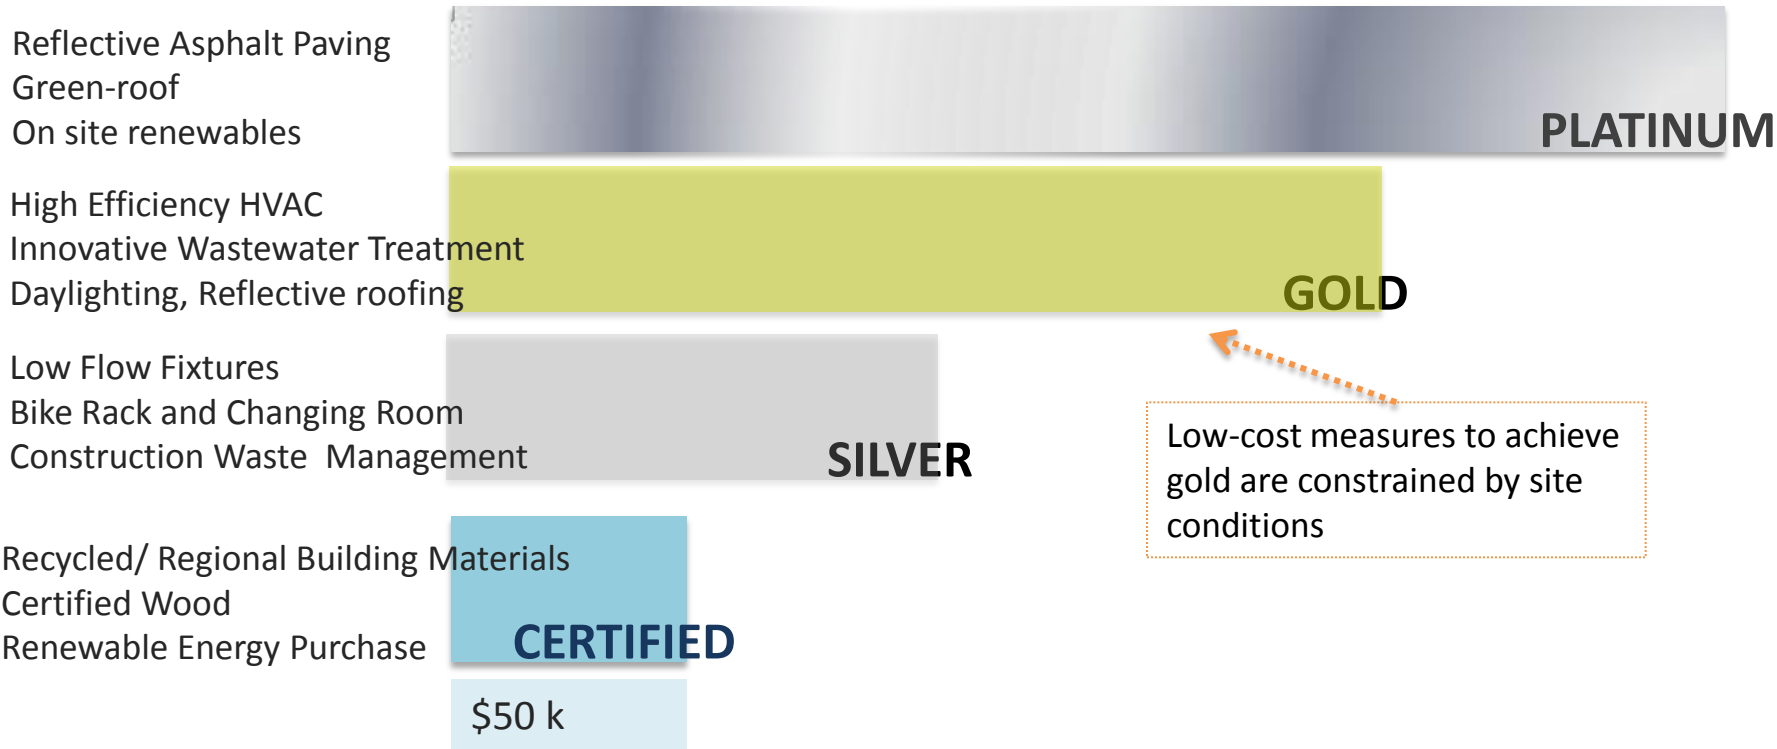 Reflective Asphalt Paving
Green-roof
On site renewables
PLATINUM
High Efficiency HVAC
Innovative Wastewater Treatment
Daylighting, Reflective roofing
GOLD
Low Flow Fixtures
Bike Rack and Changing Room
Construction Waste  Management
SILVER
Low-cost measures to achieve
gold are constrained by site
conditions
Recycled/ Regional Building Materials
Certified Wood
Renewable Energy Purchase
CERTIFIED
$50 k